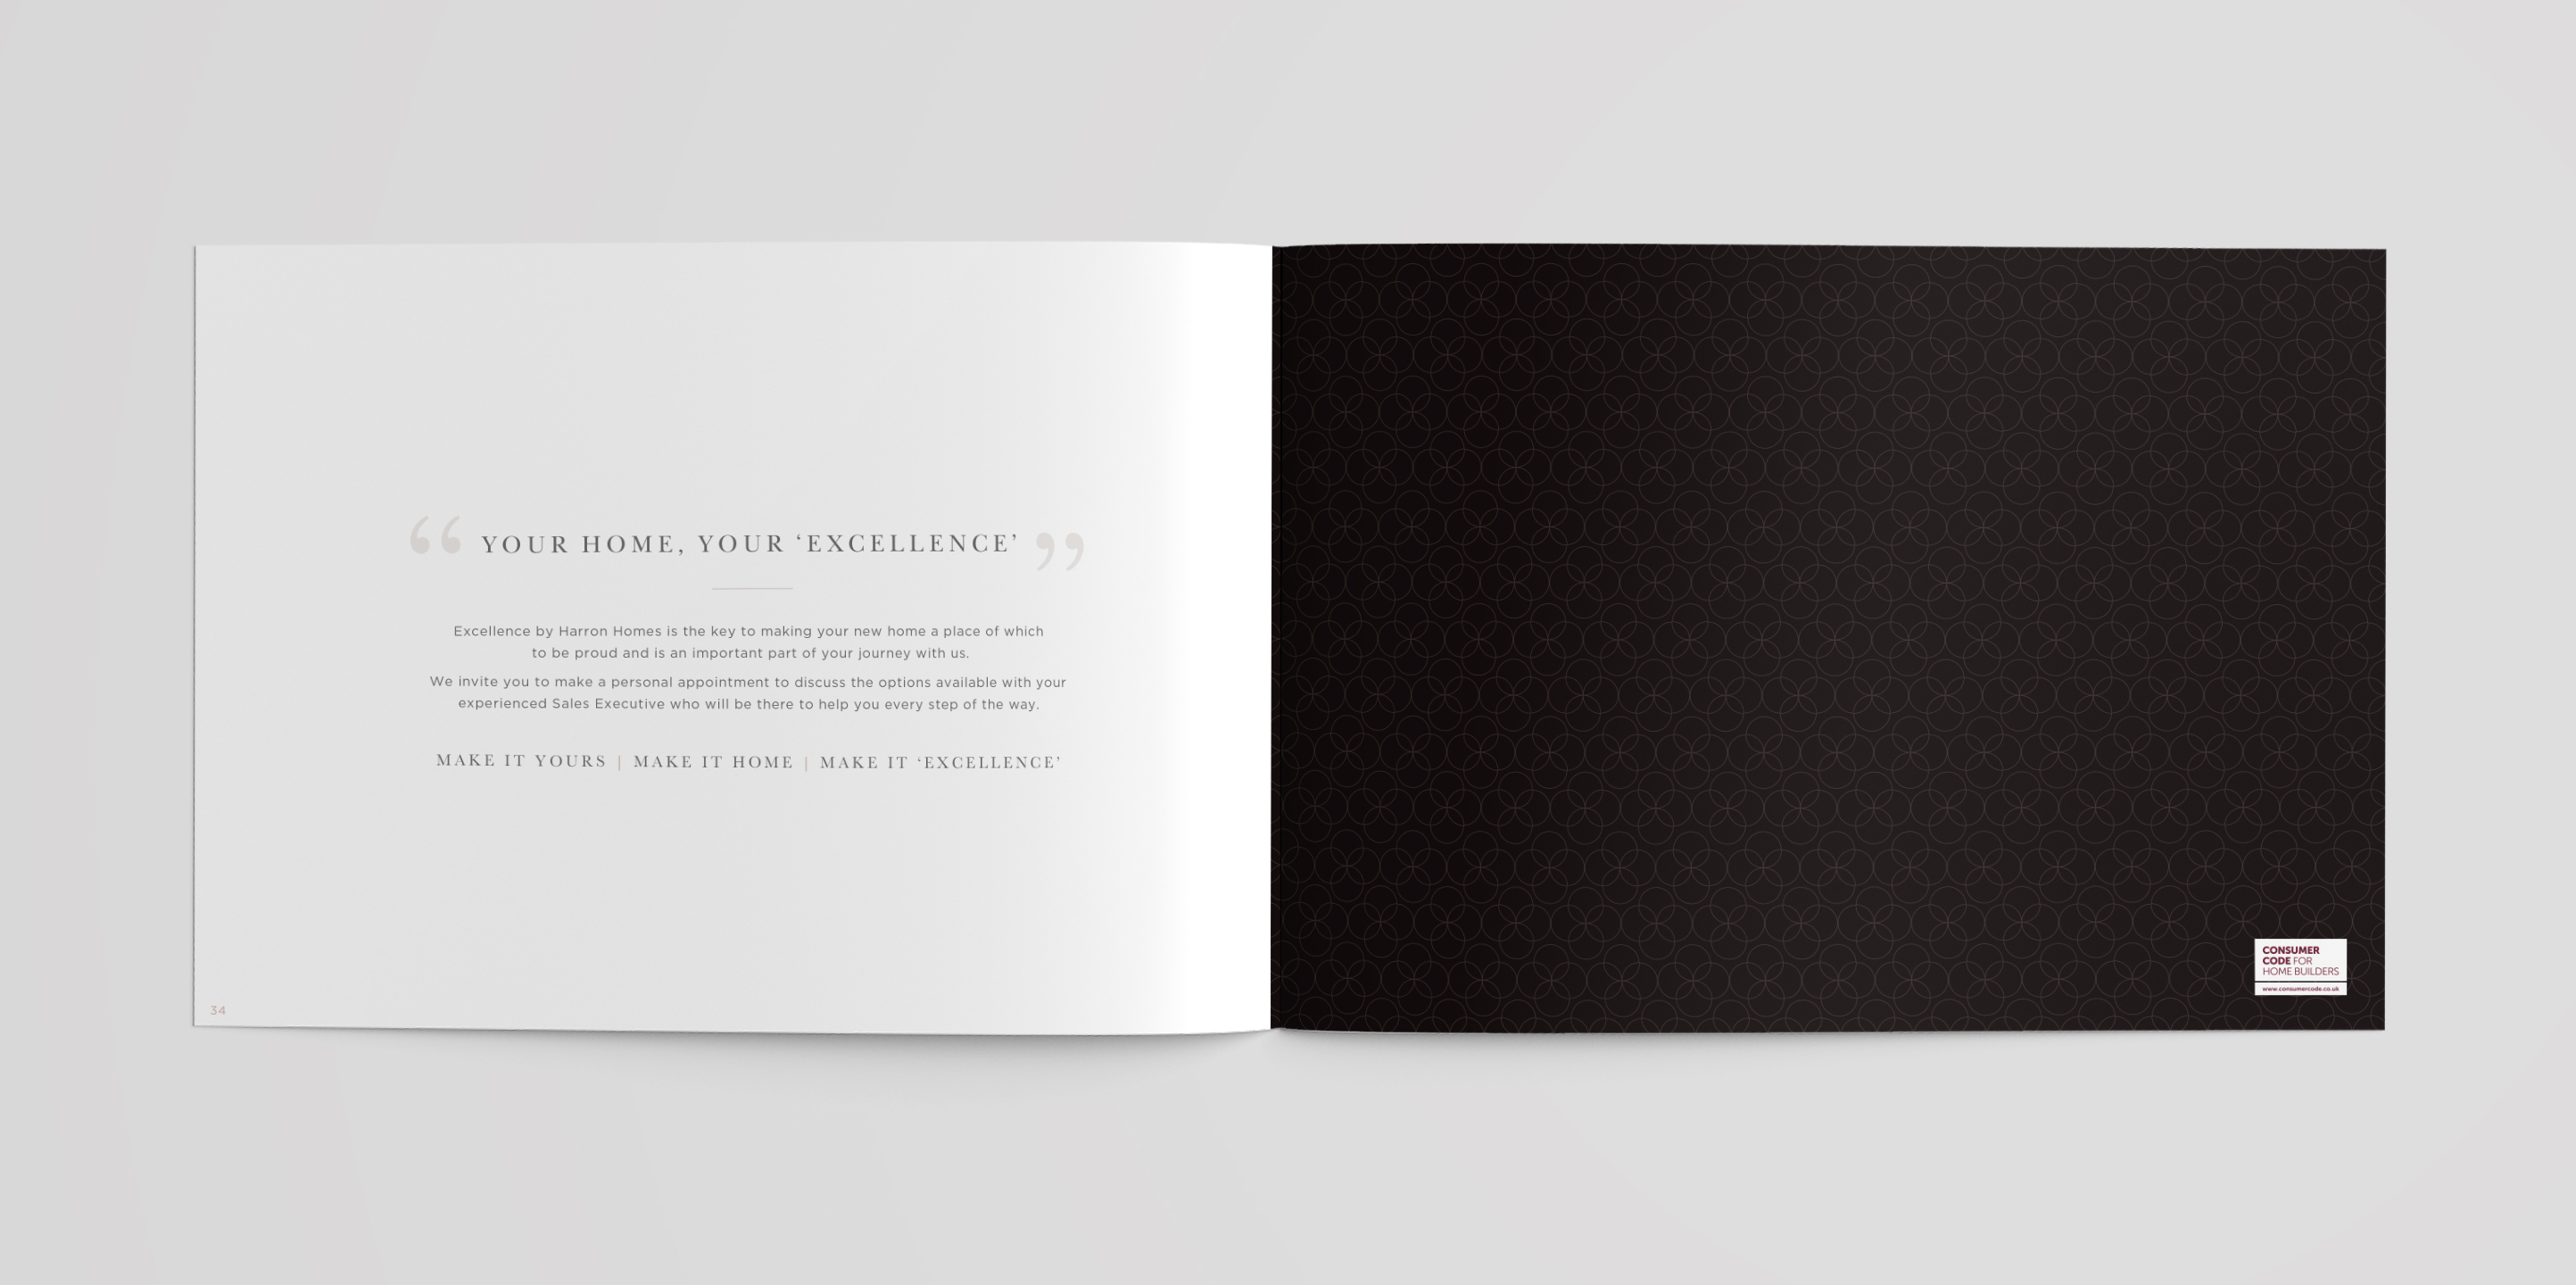 “ YOUR HOME, YOUR ‘EXCELLENCE’ ”
Excellence by Harron Homes is the key to making your new home a place of which
to be proud and is an important part of your journey with us.
We invite you to make a personal appointment to discuss the options available with your
experienced Sales Executive who will be there to help you every step of the way.
MAKE IT YOURS | MAKE IT HOME | MAKE IT ‘EXCELLENCE’
34
CONSUMER
CODE FOR
HOME BUILDERS
www.consumercode.co.uk